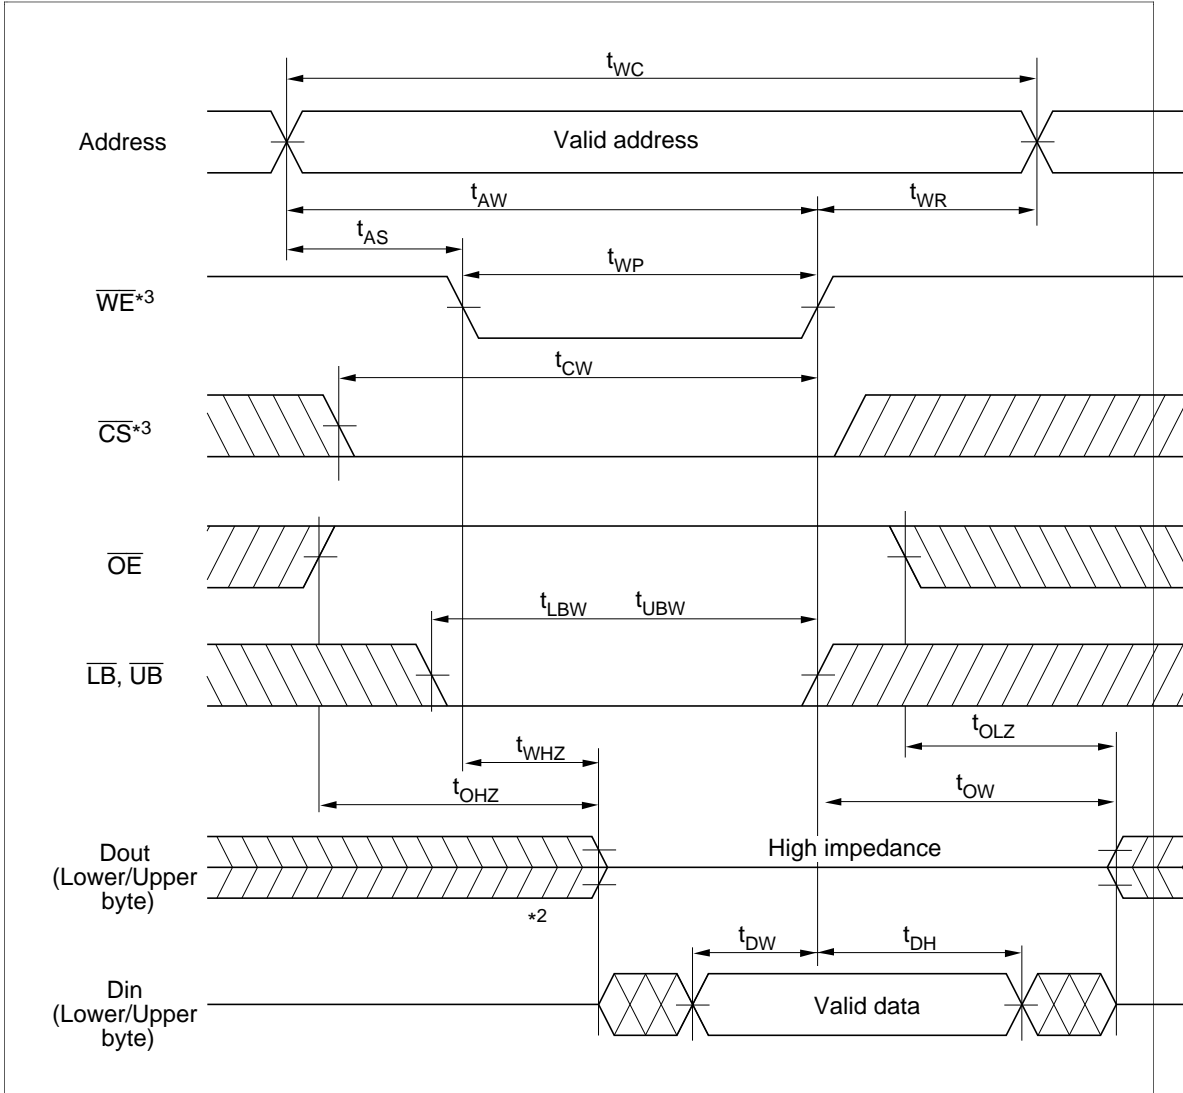 tWC
Address
Valid address
tAW
tWR
tAS
tWP
WE*3
tCW
CS*3
OE
tLBW tUBW
LB, UB
tOLZ
tWHZ
tOHZ
tOW
Dout
(Lower/Upper
byte)
High impedance
*2
tDW
tDH
Din
(Lower/Upper
byte)
Valid data